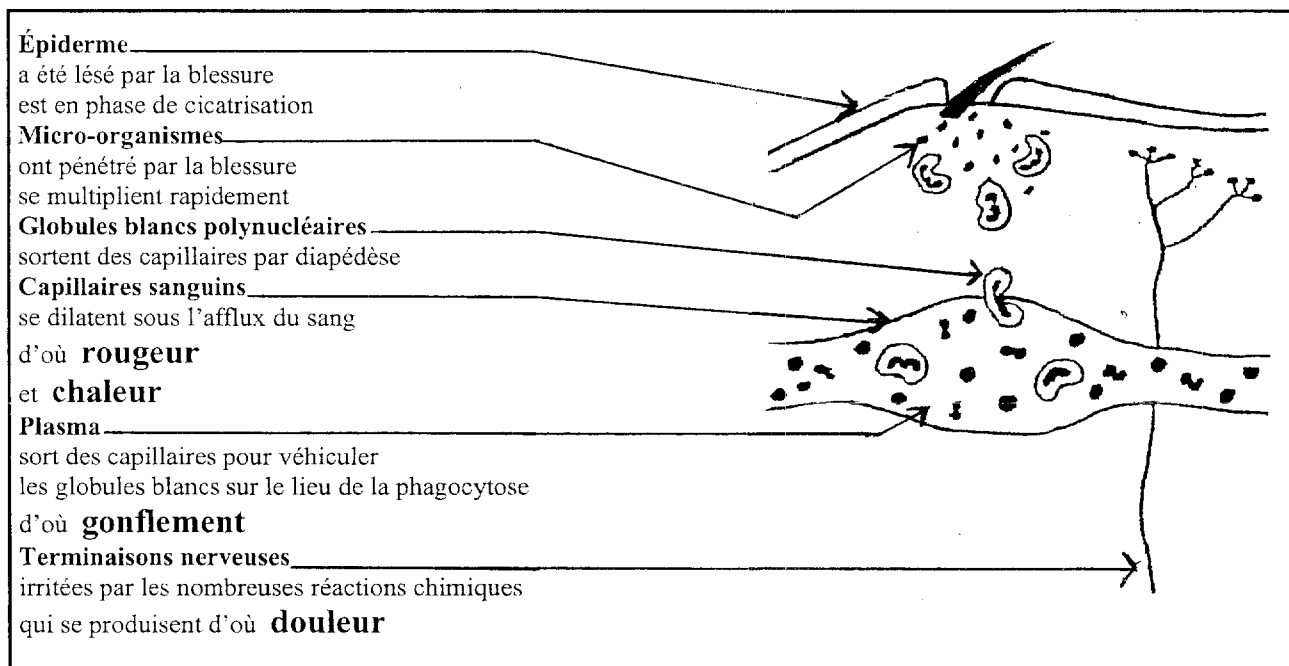 Épiderme
a été lésé par la blessure
est en phase de cicatrisation
Micro-organismes
ont pénétré par la blessure
se multiplient rapidement
Globules blancs polynucléaires
sortent des capillaires par diapédèse
Capillaires sanguins
se dilatent sous l'afflux du sang
d'où rougeur
et chaleur
Plasma
sort des capillaires pour véhiculer
les globules blancs sur le lieu de la phagocytose
d'où gonflement
Terminaisons nerveuses
irritées par les nombreuses réactions chimiques
qui se produisent d'où douleur